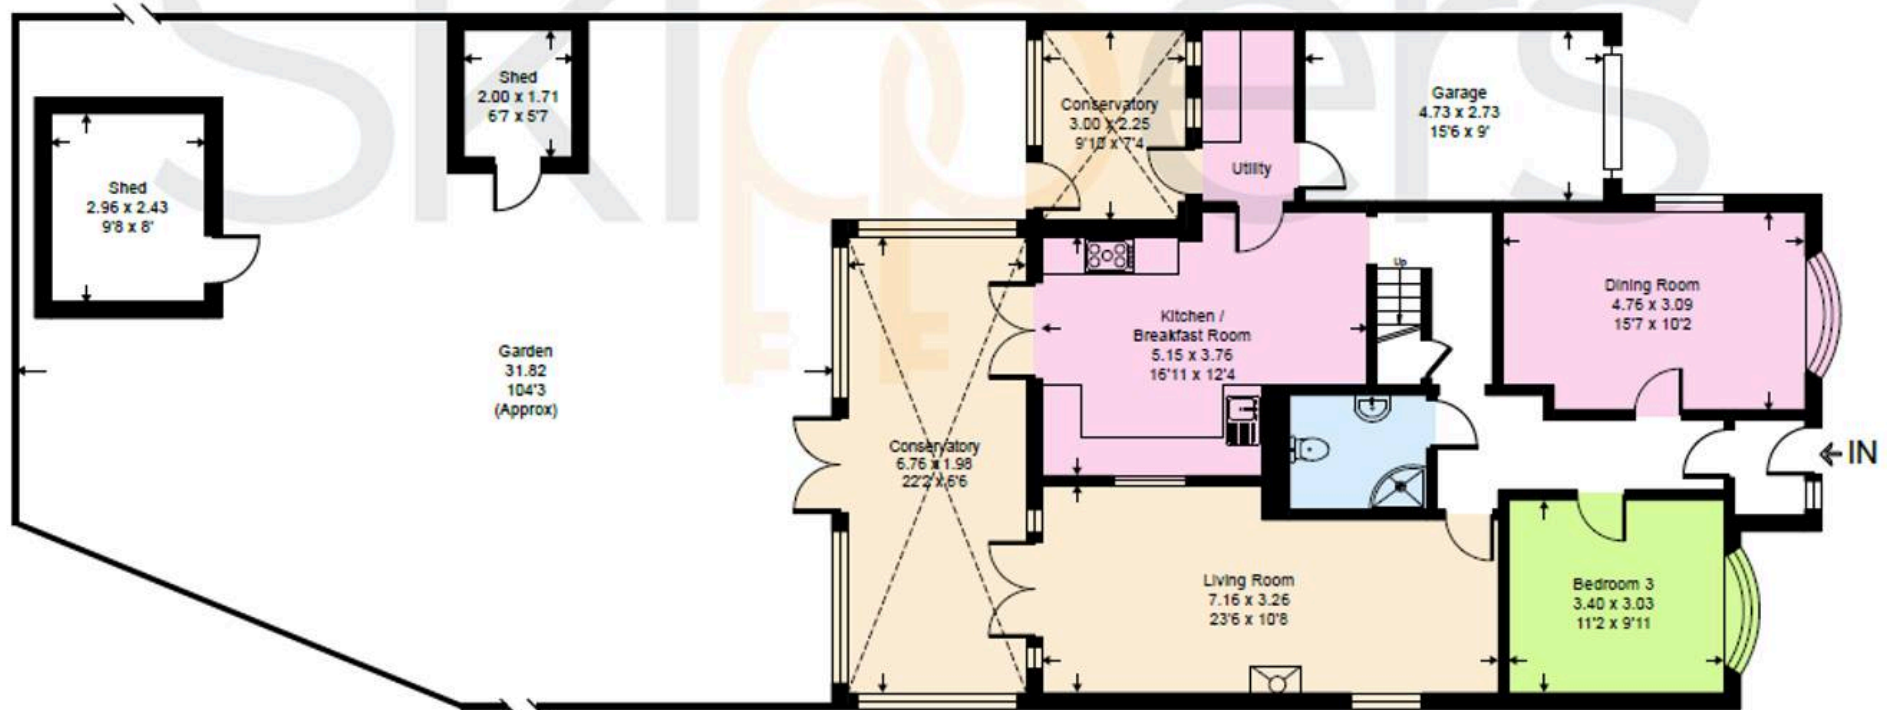 Skippers
Shed
2.00 x 1.71
6'7 x 5'7
Shed
2.96 x 2.43
9'8 x 8'
Garden
31.82
104'3
(Approx)
Conservatory
3.00 x 2.25
9'10 x 7'4
Utility
Garage
4.73 x 2.73
15'6 x 9'
Conservatory
6.76 x 1.98
22'2 x 6'6
Kitchen /
Breakfast Room
5.15 x 3.76
16'11 x 12'4
Up
Dining Room
4.76 x 3.09
15'7 x 10'2
IN
Living Room
7.16 x 3.26
23'6 x 10'8
Bedroom 3
3.40 x 3.03
11'2 x 9'11